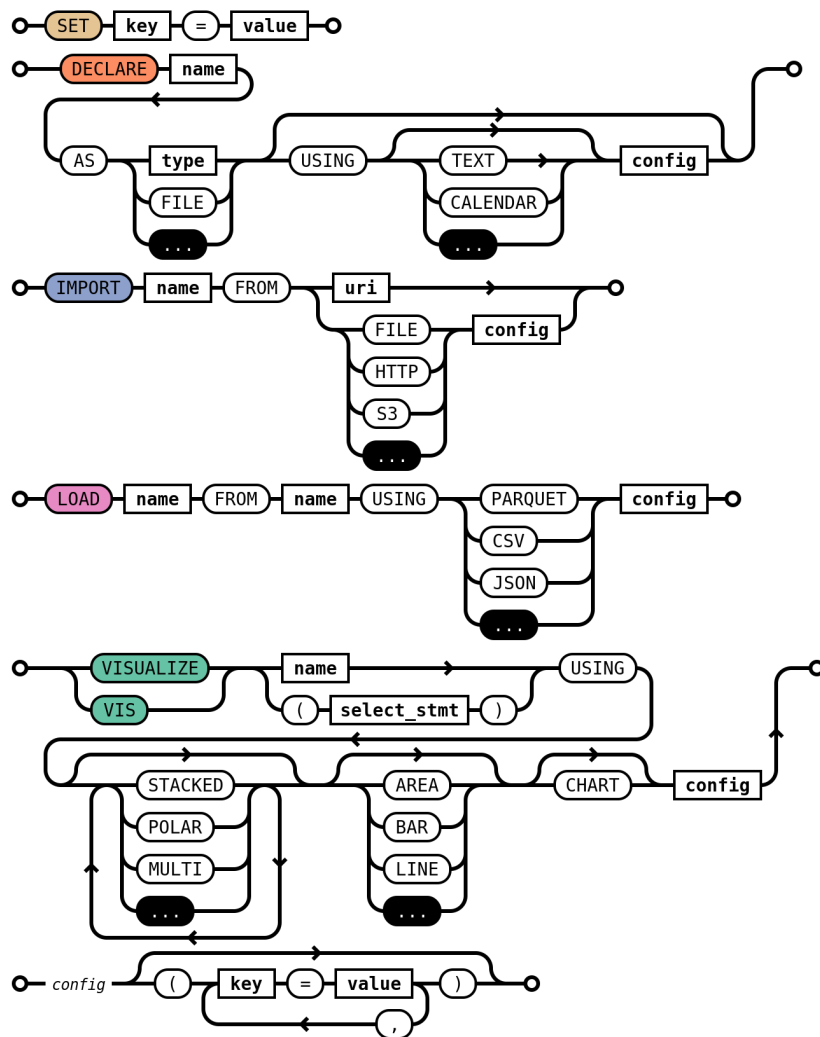 SET key = value
DECLARE name
AS type USING TEXT config
FILE CALENDAR
... ...
IMPORT name FROM uri
FILE config
HTTP
S3
...
LOAD name FROM name USING PARQUET config
CSV
JSON
...
VISUALIZE name USING
VIS ( select_stmt )
STACKED AREA CHART config
POLAR BAR
MULTI LINE
... ...
config ( key = value )
,